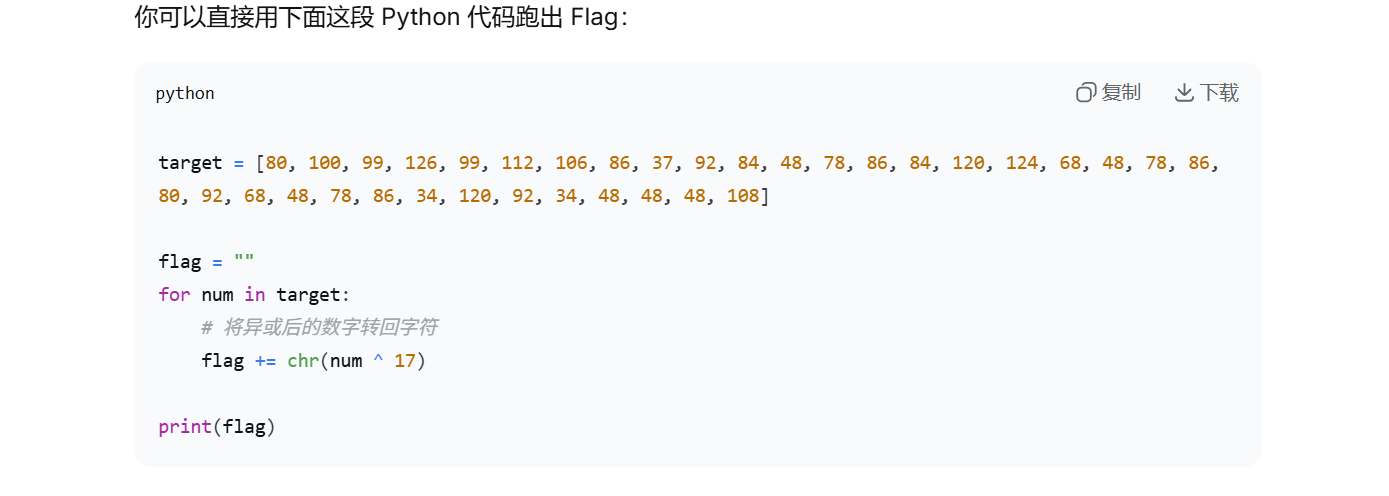 你可以直接用下面这段 Python 代码跑出 Flag：
python
复制 下载
target = [80, 100, 99, 126, 99, 112, 106, 86, 37, 92, 84, 48, 78, 86, 84, 120, 124, 68, 48, 78, 86,
80, 92, 68, 48, 78, 86, 34, 120, 92, 34, 48, 48, 48, 108]
flag = ""
for num in target:
    # 将异或后的数字转回字符
    flag += chr(num ^ 17)
print(flag)